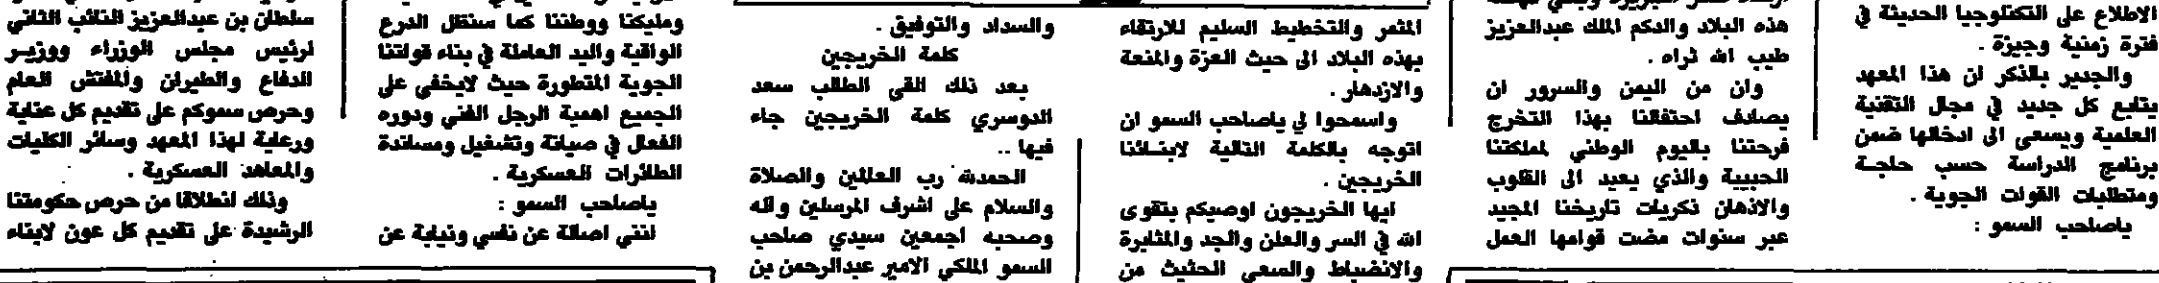 الاطلاع على التكنلوجيا الحديثة في
فترة زمنية وجيزة .
والجدير بالذكر ان هذا المعهد
يتابع كل جديد في مجال التقنية
العلمية ويسعى الى ادخالها ضمن
برنامج الدراسة حسب حاجة
ومتطلبات القوات الجوية .
ياصاحب السمو :
هذه البلاد والدكم الملك عبدالعزيز
طيب الله ثراه .
وان من اليمن والسرور ان
يصادف احتفالنا بهذا التخرج
فرحتنا باليوم الوطني لمملكتنا
الحبيبة والذي يعيد الى القلوب
والاذهان ذكريات تاريخنا المجيد
عبر سنوات مضت قوامها العمل
المثمر والتخطيط السليم للارتقاء
بهذه البلاد الى حيث العزة والمنعة
والازدهار .
واسمحوا لي ياصاحب السمو ان
اتوجه بالكلمة التالية لابنائنا
الخريجين .
ايها الخريجون اوصيكم بتقوى
الله في السر والعلن والجد والمثابرة
والانضباط والسعي الحثيث من
والسداد والتوفيق .
كلمة الخريجين
بعد ذلك القى الطالب سعد
الدوسري كلمة الخريجين جاء
فيها ..
الحمدلله رب العالمين والصلاة
والسلام على اشرف المرسلين وآله
وصحبه اجمعين سيدي صاحب
السمو الملكي الامير عبدالرحمن بن
ومليكنا ووطننا كما سنظل الدرع
الواقية واليد العاملة في بناء قواتنا
الجوية المتطورة حيث لايخفي على
الجميع اهمية الرجل الفني ودوره
الفعال في صيانة وتشغيل ومساندة
الطائرات العسكرية .
ياصاحب السمو :
انني اصالة عن نفسي ونيابة عن
سلطان بن عبدالعزيز النائب الثاني
لرئيس مجلس الوزراء ووزير
الدفاع والطيران والمفتش العام
وحرص سموكم على تقديم كل عناية
ورعاية لهذا المعهد وسائر الكليات
والمعاهد العسكرية .
وذلك انطلاقا من حرص حكومتنا
الرشيدة على تقديم كل عون لابناء